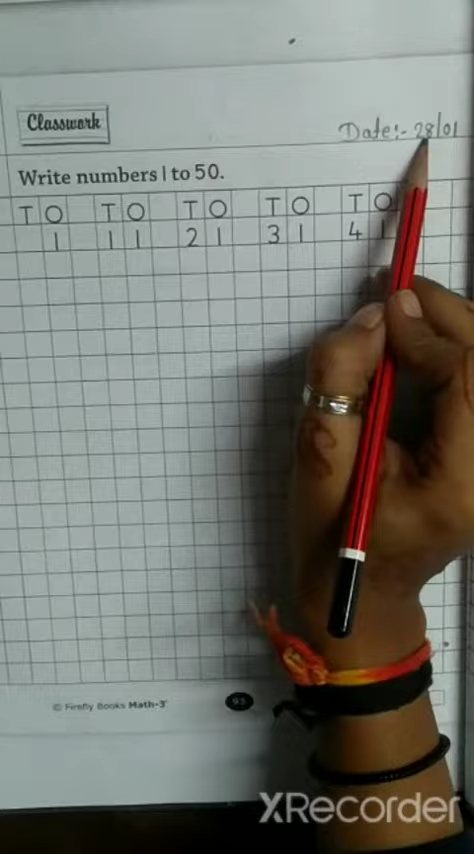 Classwork
Date:- 28/01
Write numbers 1 to 50.
T O T O T O T O T O
1 1 1 2 1 3 1 4 1
© Firefly Books Math-3
93
XRecorder